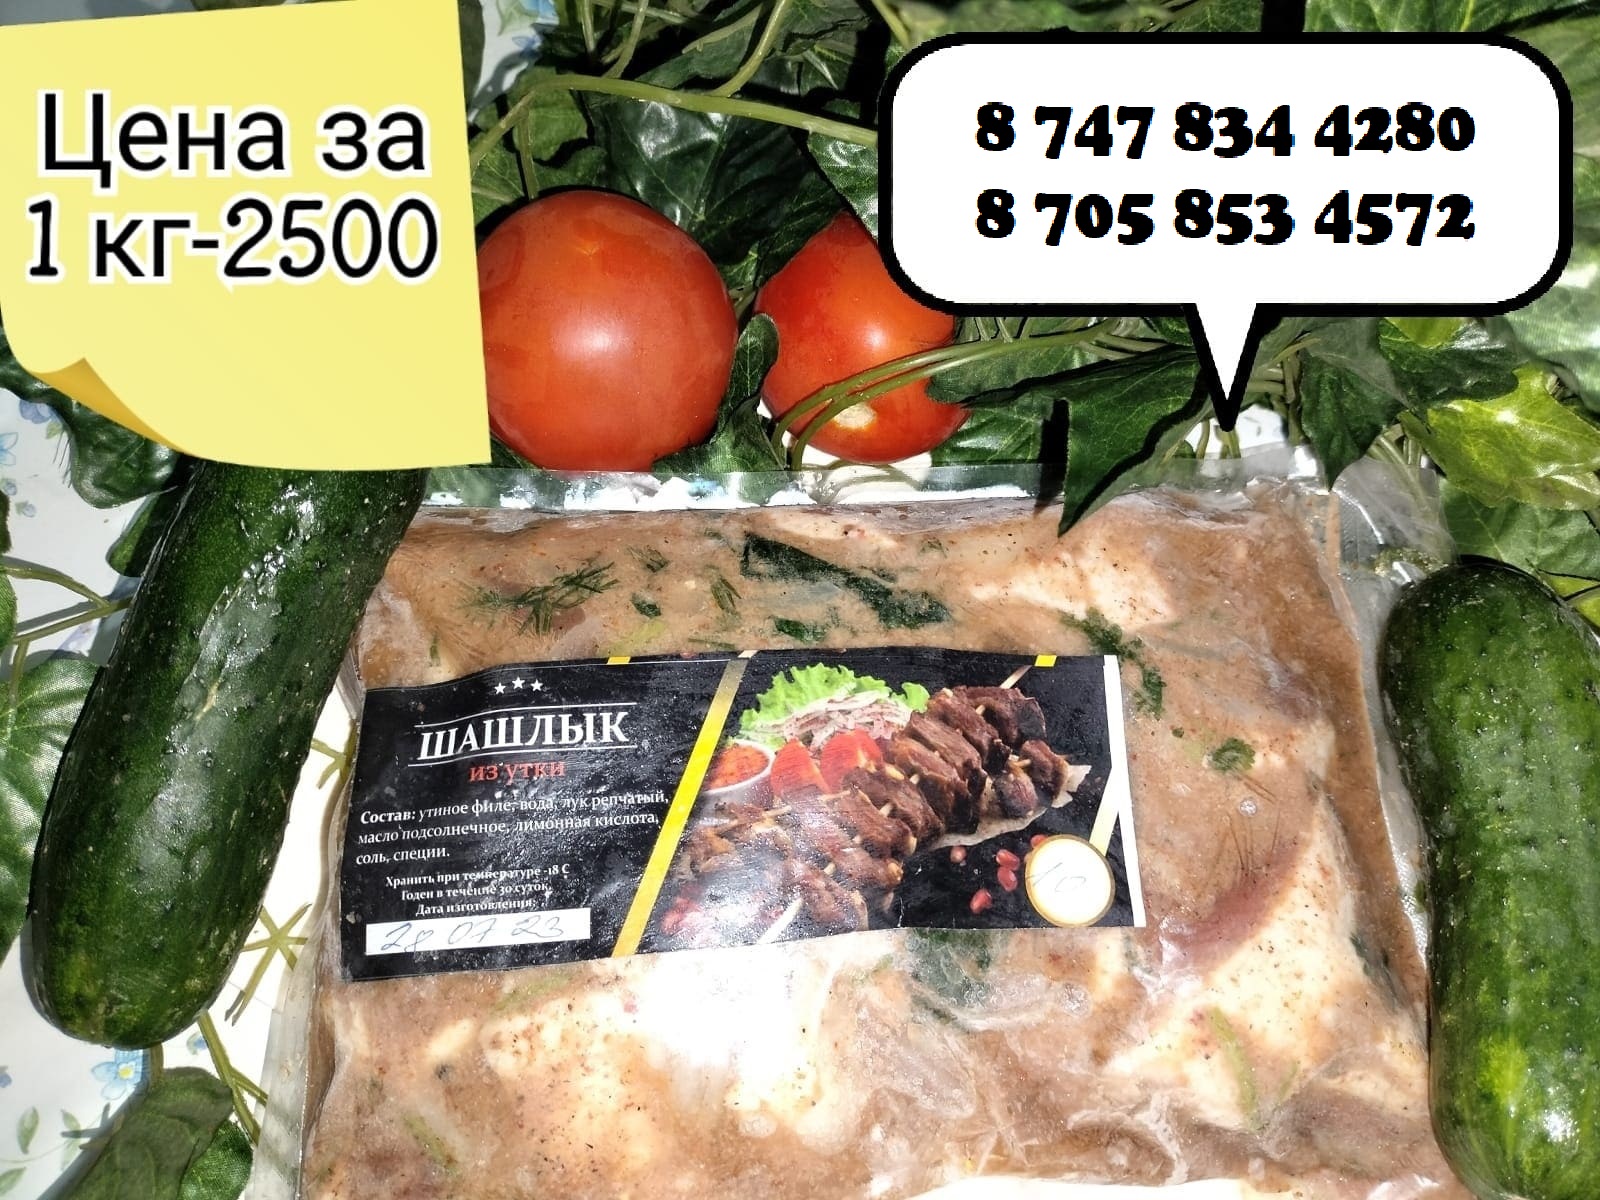 Цена за
1 кг-2500
8 747 834 4280
8 705 853 4572
ШАШЛЫК
из утки
Состав: утиное филе, вода, лук репчатый,
масло подсолнечное, лимонная кислота,
соль, специи.
Хранить при температуре -18 С
Годен в течение 30 суток.
Дата изготовления:
28 07 23
10